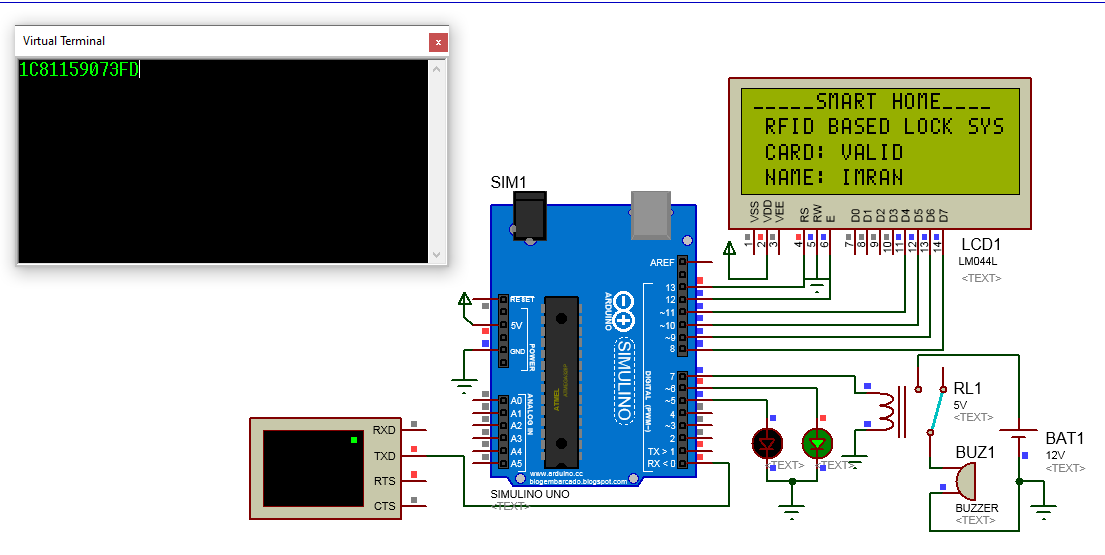 Virtual Terminal
x
1C81159073FD
_____SMART HOME____
RFID BASED LOCK SYS
CARD: VALID
NAME: IMRAN
VSS VDD VEE RS RW E D0 D1 D2 D3 D4 D5 D6 D7
1 2 3 4 5 6 7 8 9 10 11 12 13 14
LCD1
LM044L
<TEXT>
SIM1
AREF
13
12
~11
~10
~9
8
RESET
5V
GND
POWER
ARDUINO
SIMULINO
DIGITAL (PWM~)
7
~6
~5
4
~3
2
TX > 1
RX < 0
ANALOG IN
A0
A1
A2
A3
A4
A5
ATMEL
www.arduino.cc
blogembarcado.blogspot.com
SIMULINO UNO
<TEXT>
RXD
TXD
RTS
CTS
<TEXT>
<TEXT>
RL1
5V
<TEXT>
BAT1
12V
<TEXT>
BUZ1
BUZZER
<TEXT>